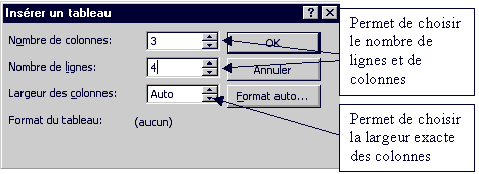 Insérer un tableau
Nombre de colonnes: 3
OK
Nombre de lignes: 4
Annuler
Largeur des colonnes: Auto
Format auto...
Format du tableau: (aucun)
Permet de choisir
le nombre de
lignes et de
colonnes
Permet de choisir
la largeur exacte
des colonnes